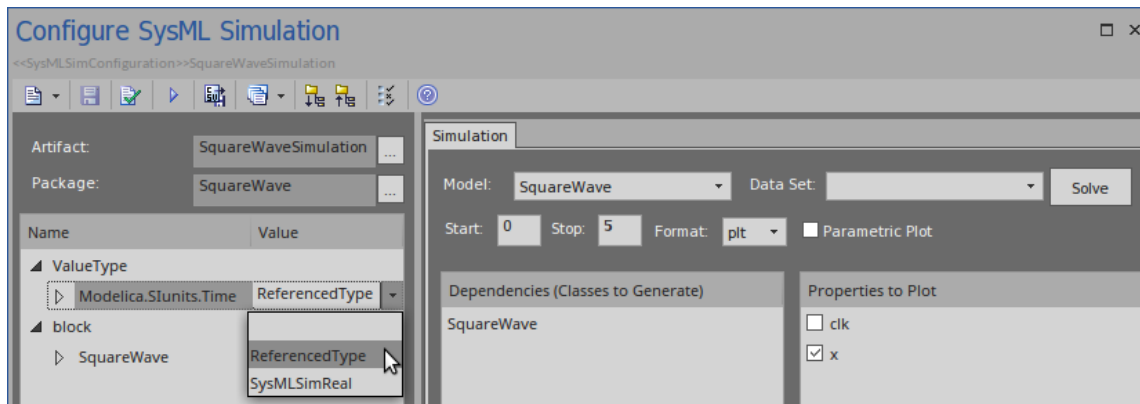 Configure SysML Simulation
<<SysMLSimConfiguration>>SquareWaveSimulation
Artifact: SquareWaveSimulation ...
Package: SquareWave ...
Name Value
ValueType
Modelica.SIunits.Time ReferencedType
block
SquareWave
ReferencedType
SysMLSimReal
Simulation
Model: SquareWave Data Set: Solve
Start: 0 Stop: 5 Format: plt Parametric Plot
Dependencies (Classes to Generate)
SquareWave
Properties to Plot
clk
x